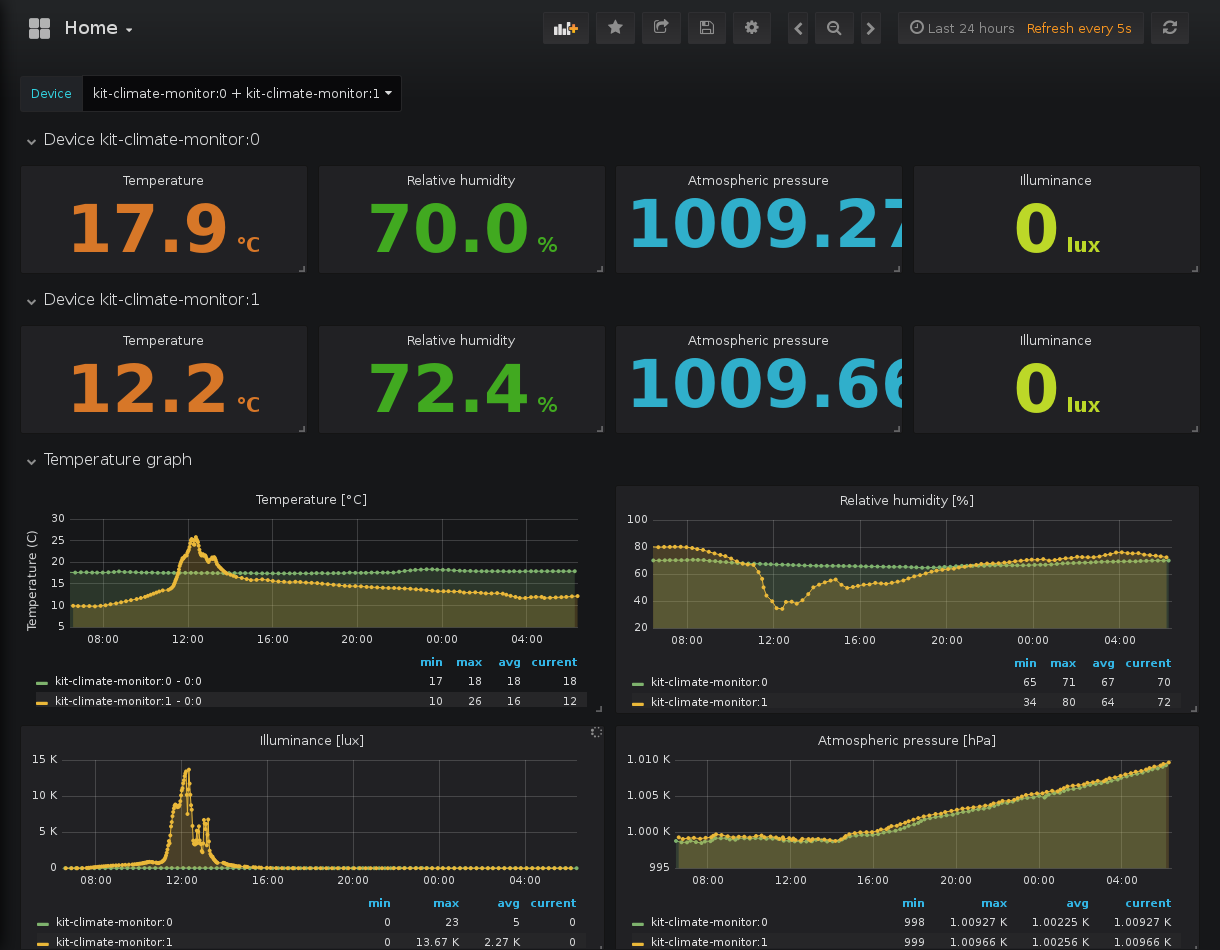 Home
Last 24 hours Refresh every 5s
Device kit-climate-monitor:0 + kit-climate-monitor:1
Device kit-climate-monitor:0
Temperature Relative humidity Atmospheric pressure Illuminance
17.9 °C 70.0 % 1009.27 0 lux
Device kit-climate-monitor:1
Temperature Relative humidity Atmospheric pressure Illuminance
12.2 °C 72.4 % 1009.66 0 lux
Temperature graph
Temperature [°C]
Temperature (C)
30
25
20
15
10
5
08:00 12:00 16:00 20:00 00:00 04:00
min max avg current
kit-climate-monitor:0 - 0:0 17 18 18 18
kit-climate-monitor:1 - 0:0 10 26 16 12
Relative humidity [%]
100
80
60
40
20
08:00 12:00 16:00 20:00 00:00 04:00
min max avg current
kit-climate-monitor:0 65 71 67 70
kit-climate-monitor:1 34 80 64 72
Illuminance [lux]
15 K
10 K
5 K
0
08:00 12:00 16:00 20:00 00:00 04:00
min max avg current
kit-climate-monitor:0 0 23 5 0
kit-climate-monitor:1 0 13.67 K 2.27 K 0
Atmospheric pressure [hPa]
1.010 K
1.005 K
1.000 K
995
08:00 12:00 16:00 20:00 00:00 04:00
min max avg current
kit-climate-monitor:0 998 1.00927 K 1.00225 K 1.00927 K
kit-climate-monitor:1 999 1.00966 K 1.00256 K 1.00966 K